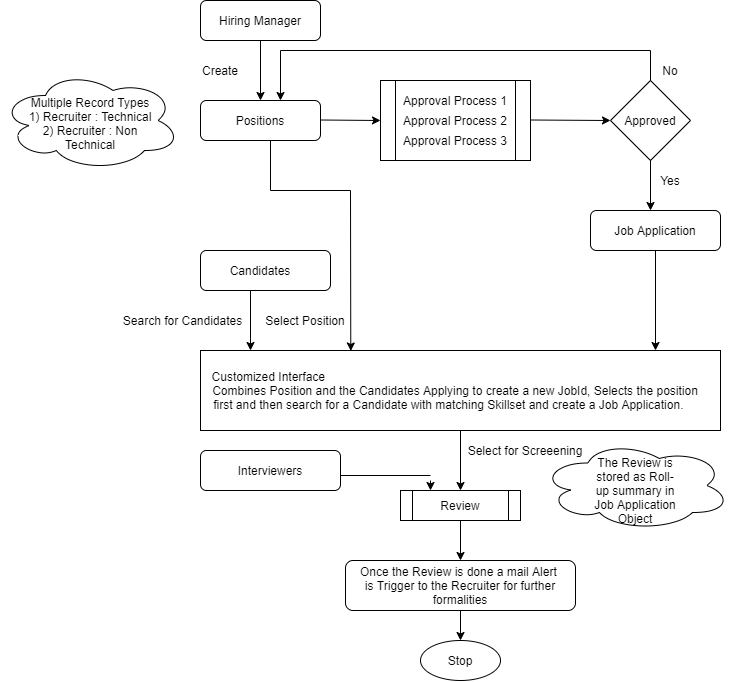 Hiring Manager
Create
No
Multiple Record Types
1) Recruiter : Technical
2) Recruiter : Non
Technical
Positions
Approval Process 1
Approval Process 2
Approval Process 3
Approved
Yes
Job Application
Candidates
Search for Candidates
Select Position
Customized Interface
Combines Position and the Candidates Applying to create a new JobId, Selects the position
first and then search for a Candidate with matching Skillset and create a Job Application.
Select for Screeening
Interviewers
The Review is
stored as Roll-
up summary in
Job Application
Object
Review
Once the Review is done a mail Alert
is Trigger to the Recruiter for further
formalities
Stop